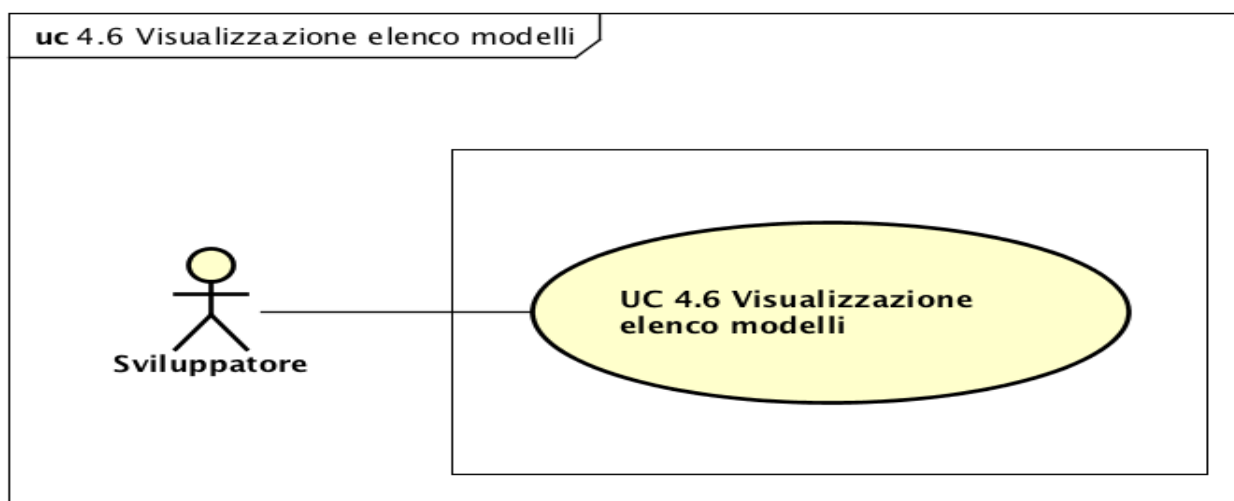 uc 4.6 Visualizzazione elenco modelli
UC 4.6 Visualizzazione
elenco modelli
Sviluppatore